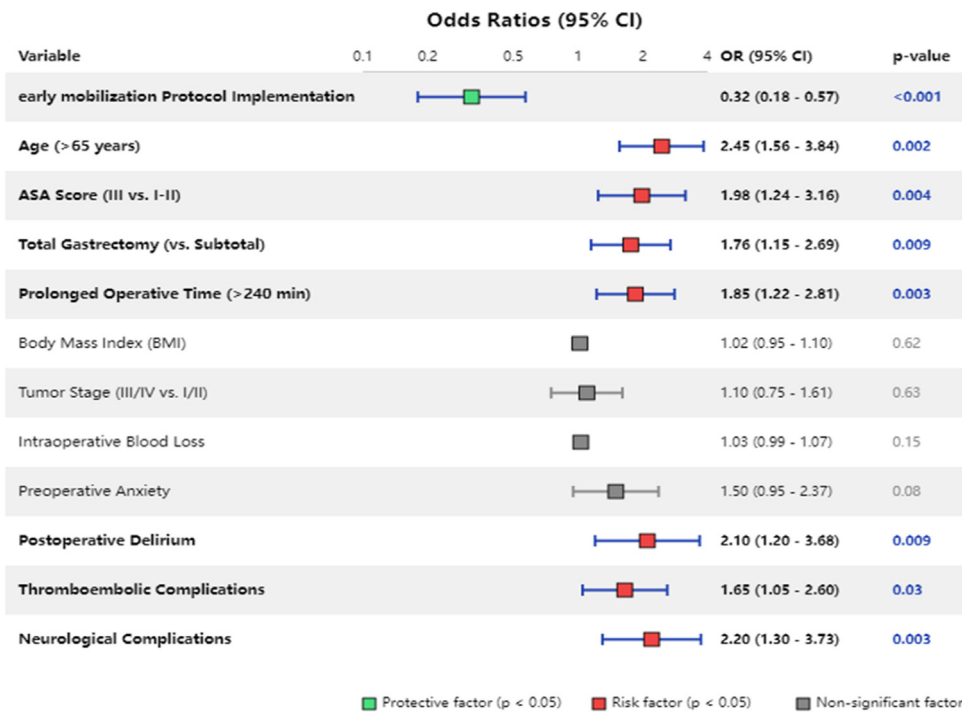 Odds Ratios (95% CI)
Variable 0.1 0.2 0.5 1 2 4 OR (95% CI) p-value
early mobilization Protocol Implementation 0.32 (0.18 - 0.57) <0.001
Age (>65 years) 2.45 (1.56 - 3.84) 0.002
ASA Score (III vs. I-II) 1.98 (1.24 - 3.16) 0.004
Total Gastrectomy (vs. Subtotal) 1.76 (1.15 - 2.69) 0.009
Prolonged Operative Time (>240 min) 1.85 (1.22 - 2.81) 0.003
Body Mass Index (BMI) 1.02 (0.95 - 1.10) 0.62
Tumor Stage (III/IV vs. I/II) 1.10 (0.75 - 1.61) 0.63
Intraoperative Blood Loss 1.03 (0.99 - 1.07) 0.15
Preoperative Anxiety 1.50 (0.95 - 2.37) 0.08
Postoperative Delirium 2.10 (1.20 - 3.68) 0.009
Thromboembolic Complications 1.65 (1.05 - 2.60) 0.03
Neurological Complications 2.20 (1.30 - 3.73) 0.003
Protective factor (p < 0.05) Risk factor (p < 0.05) Non-significant factor